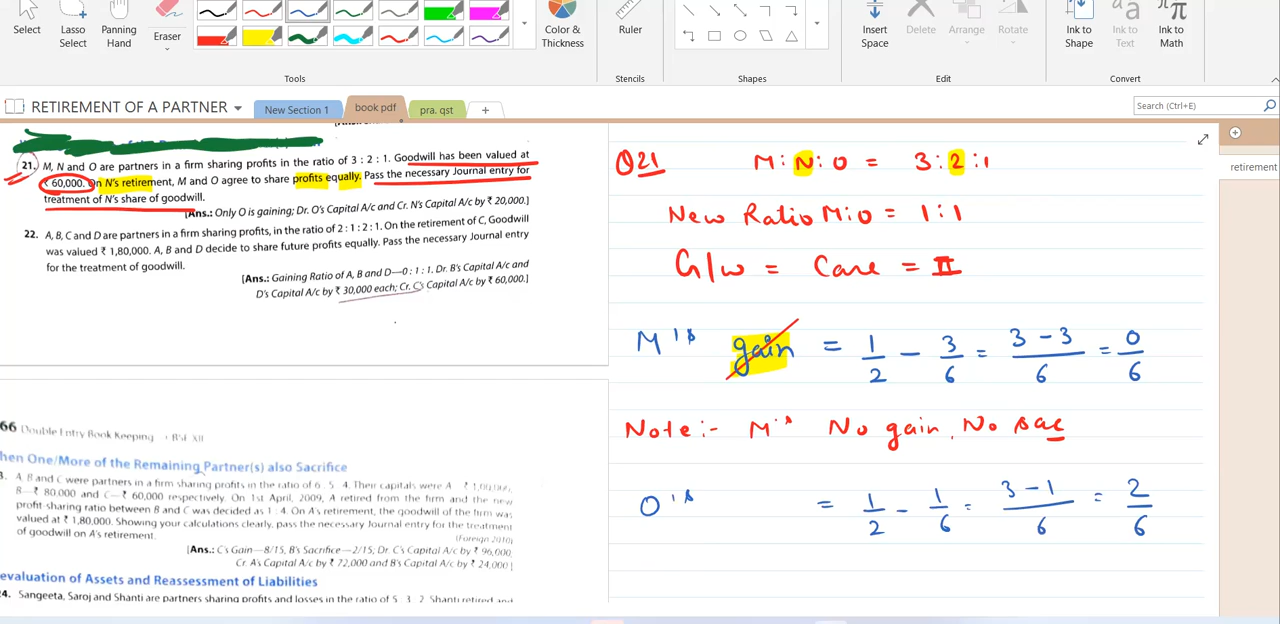 Select
Lasso
Select
Panning
Hand
Eraser
Color &
Thickness
Ruler
Insert
Space
Delete
Arrange
Rotate
Ink to
Shape
Ink to
Text
Ink to
Math
Tools
Stencils
Shapes
Edit
Convert
RETIREMENT OF A PARTNER
New Section 1
book pdf
pra. qst
+
Search (Ctrl+E)
retirement
21. M, N and O are partners in a firm sharing profits in the ratio of 3 : 2 : 1. Goodwill has been valued at
₹ 60,000. On N's retirement, M and O agree to share profits equally. Pass the necessary Journal entry for
treatment of N's share of goodwill.
[Ans.: Only O is gaining; Dr. O's Capital A/c and Cr. N's Capital A/c by ₹ 20,000.]
22. A, B, C and D are partners in a firm sharing profits, in the ratio of 2 : 1 : 2 : 1. On the retirement of C, Goodwill
was valued ₹ 1,80,000. A, B and D decide to share future profits equally. Pass the necessary Journal entry
for the treatment of goodwill.
[Ans.: Gaining Ratio of A, B and D—0 : 1 : 1. Dr. B's Capital A/c and
D's Capital A/c by ₹ 30,000 each; Cr. C's Capital A/c by ₹ 60,000.]
66 Double Entry Book Keeping
hen One/More of the Remaining Partner(s) also Sacrifice
A, B and C were partners in a firm sharing profits in the ratio of 6 : 5 : 4. Their capitals were A
B—₹ 80,000 and C—₹ 60,000 respectively. On 1st April, 2009, A retired from the firm and the new
profit-sharing ratio between B and C was decided as 1 : 4. On A's retirement, the goodwill of the firm was
valued at ₹ 1,80,000. Showing your calculations clearly, pass the necessary Journal entry for the treatment
of goodwill on A's retirement.
(Foreign 2010)
[Ans.: C's Gain—8/15, B's Sacrifice—2/15; Dr. C's Capital A/c by ₹ 96,000,
Cr. A's Capital A/c by ₹ 72,000 and B's Capital A/c by ₹ 24,000]
evaluation of Assets and Reassessment of Liabilities
4. Sangeeta, Saroj and Shanti are partners sharing profits and losses in the ratio of 5 : 3 : 2. Shanti retired and
Q21 M : N : O = 3 : 2 : 1
New Ratio M:O = 1 : 1
G/w = Case = II
M's gain = 1/2 - 3/6 = 3-3/6 = 0/6
Note:- M's No gain, No sac
O's = 1/2 - 1/6 = 3-1/6 = 2/6